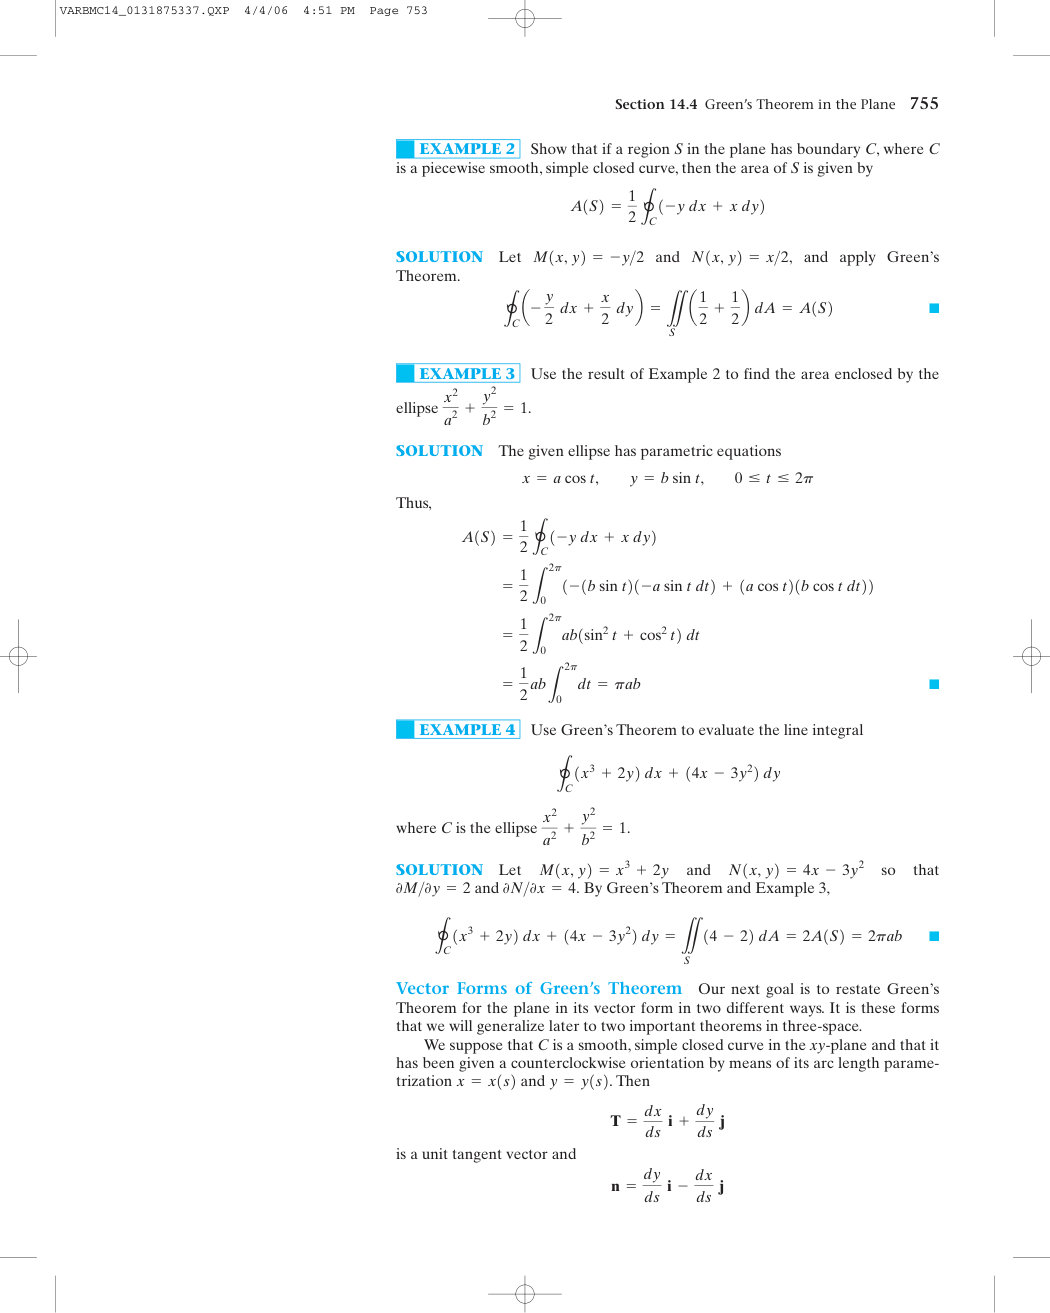 VARBMC14_0131875337.QXP 4/4/06 4:51 PM Page 753
Section 14.4 Green's Theorem in the Plane 755
EXAMPLE 2 Show that if a region S in the plane has boundary C, where C
is a piecewise smooth, simple closed curve, then the area of S is given by
A(S) = 1/2 ∮_C (−y dx + x dy)
SOLUTION Let M(x, y) = −y/2 and N(x, y) = x/2, and apply Green's
Theorem.
∮_C (−y/2 dx + x/2 dy) = ∬_S (1/2 + 1/2) dA = A(S)
EXAMPLE 3 Use the result of Example 2 to find the area enclosed by the
ellipse x²/a² + y²/b² = 1.
SOLUTION The given ellipse has parametric equations
x = a cos t, y = b sin t, 0 ≤ t ≤ 2π
Thus,
A(S) = 1/2 ∮_C (−y dx + x dy)
= 1/2 ∫_0^2π (−(b sin t)(−a sin t dt) + (a cos t)(b cos t dt))
= 1/2 ∫_0^2π ab(sin² t + cos² t) dt
= 1/2 ab ∫_0^2π dt = πab
EXAMPLE 4 Use Green's Theorem to evaluate the line integral
∮_C (x³ + 2y) dx + (4x − 3y²) dy
where C is the ellipse x²/a² + y²/b² = 1.
SOLUTION Let M(x, y) = x³ + 2y and N(x, y) = 4x − 3y² so that
∂M/∂y = 2 and ∂N/∂x = 4. By Green's Theorem and Example 3,
∮_C (x³ + 2y) dx + (4x − 3y²) dy = ∬_S (4 − 2) dA = 2A(S) = 2πab
Vector Forms of Green's Theorem Our next goal is to restate Green's
Theorem for the plane in its vector form in two different ways. It is these forms
that we will generalize later to two important theorems in three-space.
We suppose that C is a smooth, simple closed curve in the xy-plane and that it
has been given a counterclockwise orientation by means of its arc length parame-
trization x = x(s) and y = y(s). Then
T = dx/ds i + dy/ds j
is a unit tangent vector and
n = dy/ds i − dx/ds j